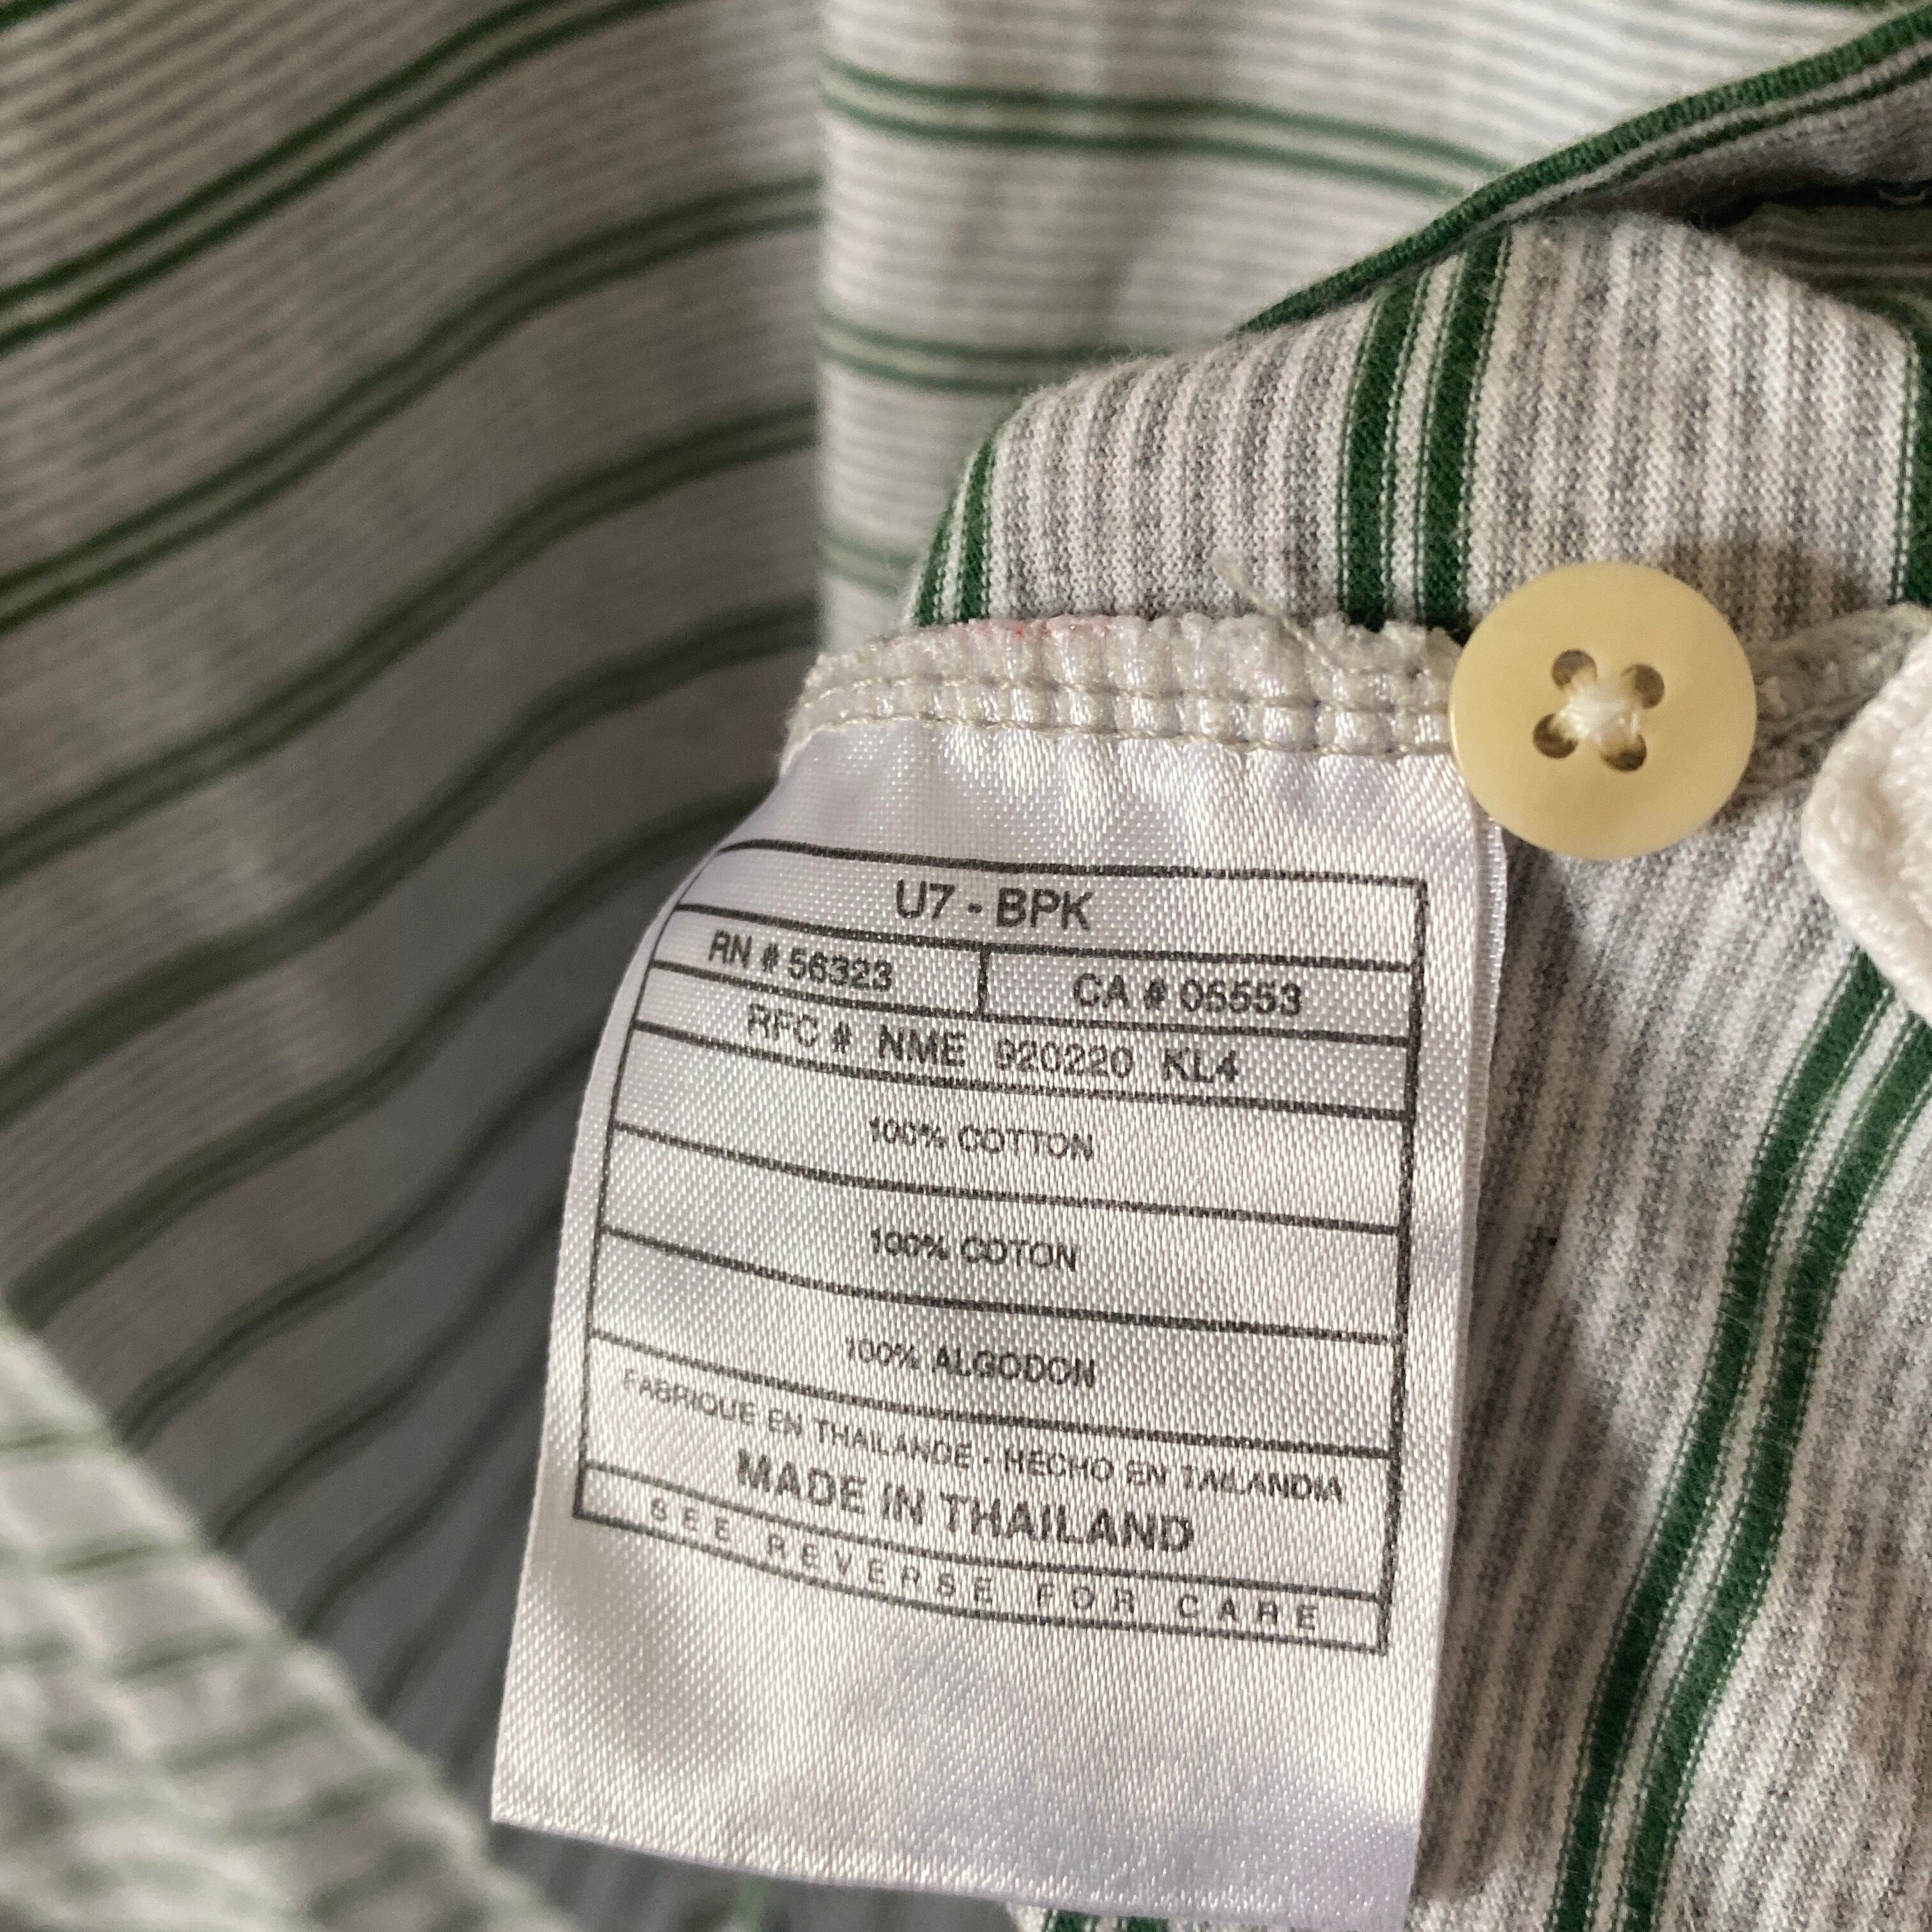 U7 - BPK
RN # 56323 CA # 05553
RFC # NME 920220 KL4
100% COTTON
100% COTON
100% ALGODON
FABRIQUE EN THAILANDE - HECHO EN TAILANDIA
MADE IN THAILAND
SEE REVERSE FOR CARE